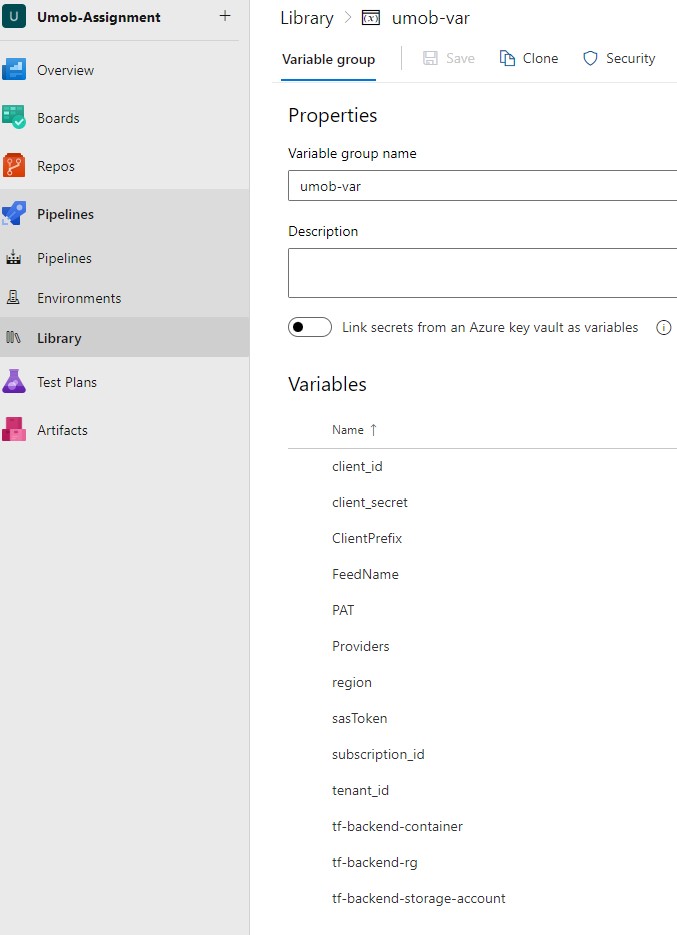 U Umob-Assignment +
Overview
Boards
Repos
Pipelines
Pipelines
Environments
Library
Test Plans
Artifacts
Library > (x) umob-var
Variable group Save Clone Security
Properties
Variable group name
umob-var
Description
Link secrets from an Azure key vault as variables i
Variables
Name ↑
client_id
client_secret
ClientPrefix
FeedName
PAT
Providers
region
sasToken
subscription_id
tenant_id
tf-backend-container
tf-backend-rg
tf-backend-storage-account